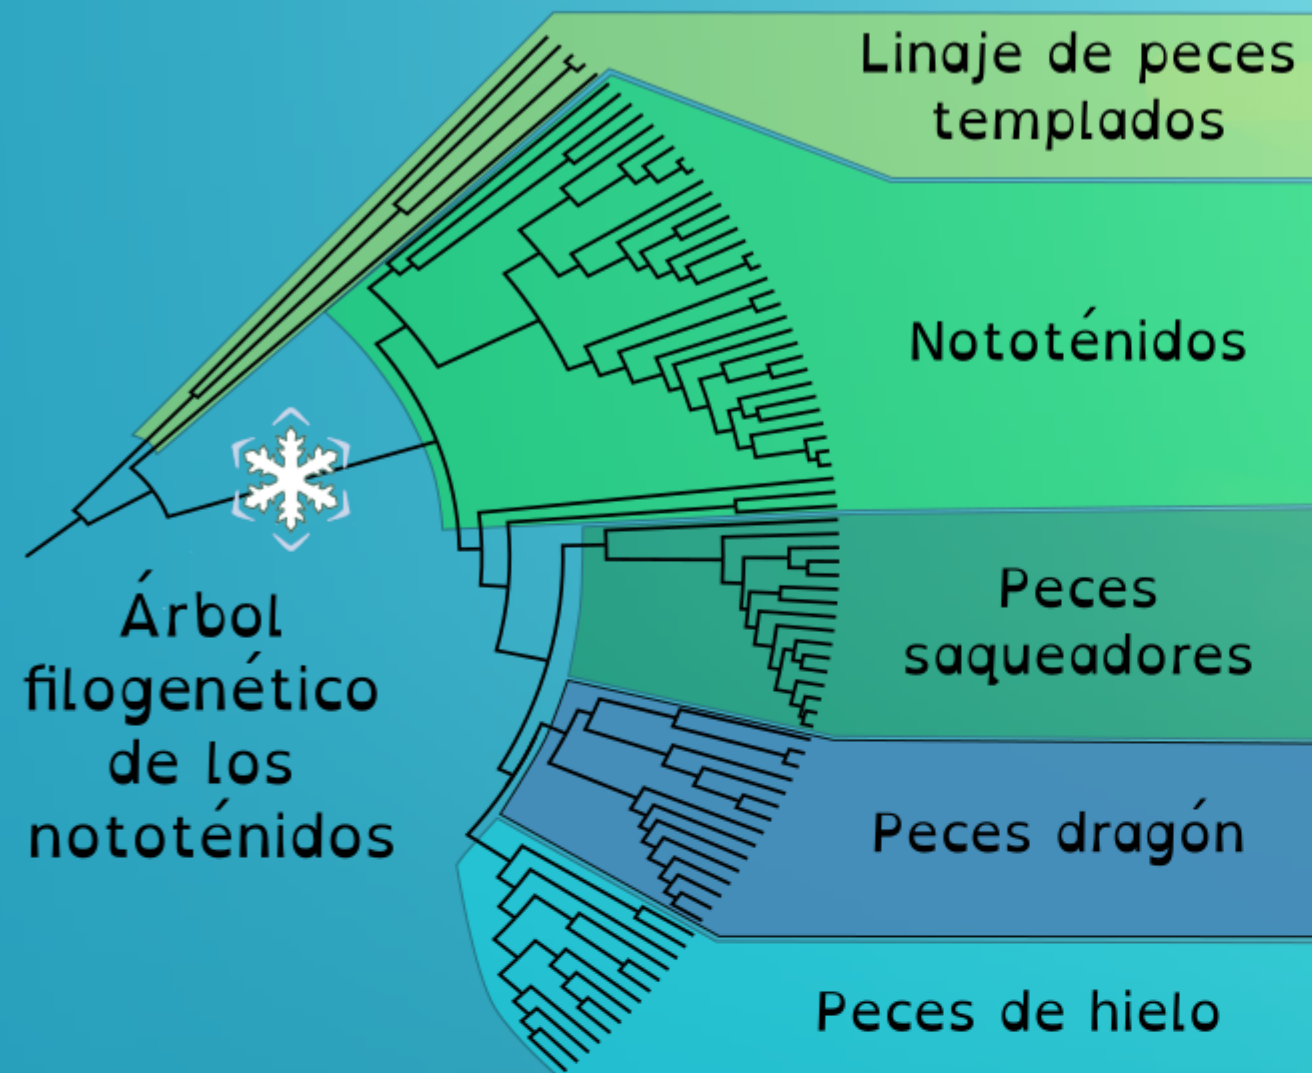 Linaje de peces
templados
Nototénidos
Peces
saqueadores
Peces dragón
Peces de hielo
Árbol
filogenético
de los
nototénidos